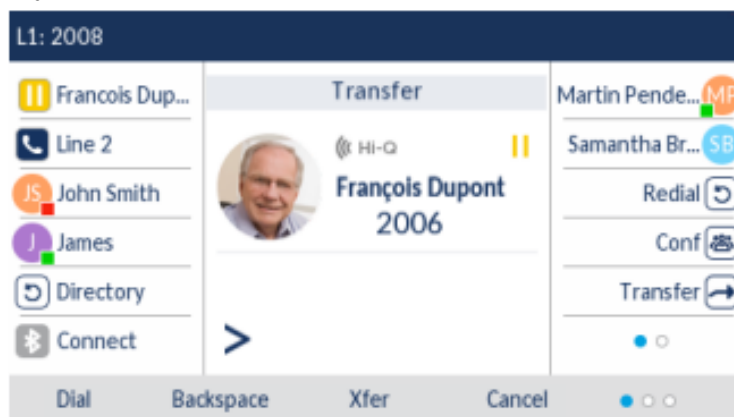 L1: 2008
Francois Dup...
Line 2
JS John Smith
J James
Directory
Connect
Transfer
Hi-Q
François Dupont
2006
>
Martin Pende... MP
Samantha Br... SB
Redial
Conf
Transfer
Dial Backspace Xfer Cancel